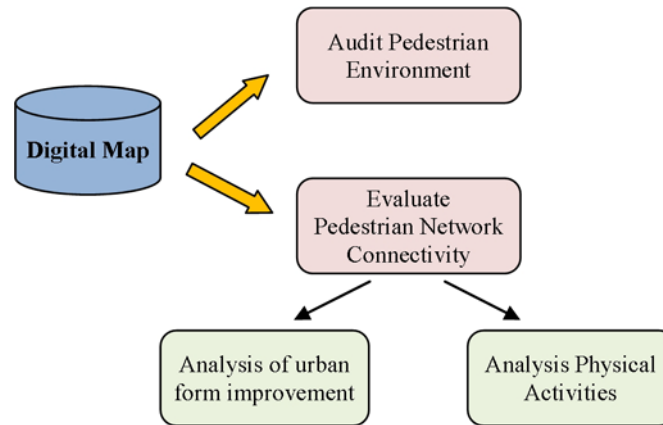 Audit Pedestrian
Environment
Digital Map
Evaluate
Pedestrian Network
Connectivity
Analysis of urban
form improvement
Analysis Physical
Activities